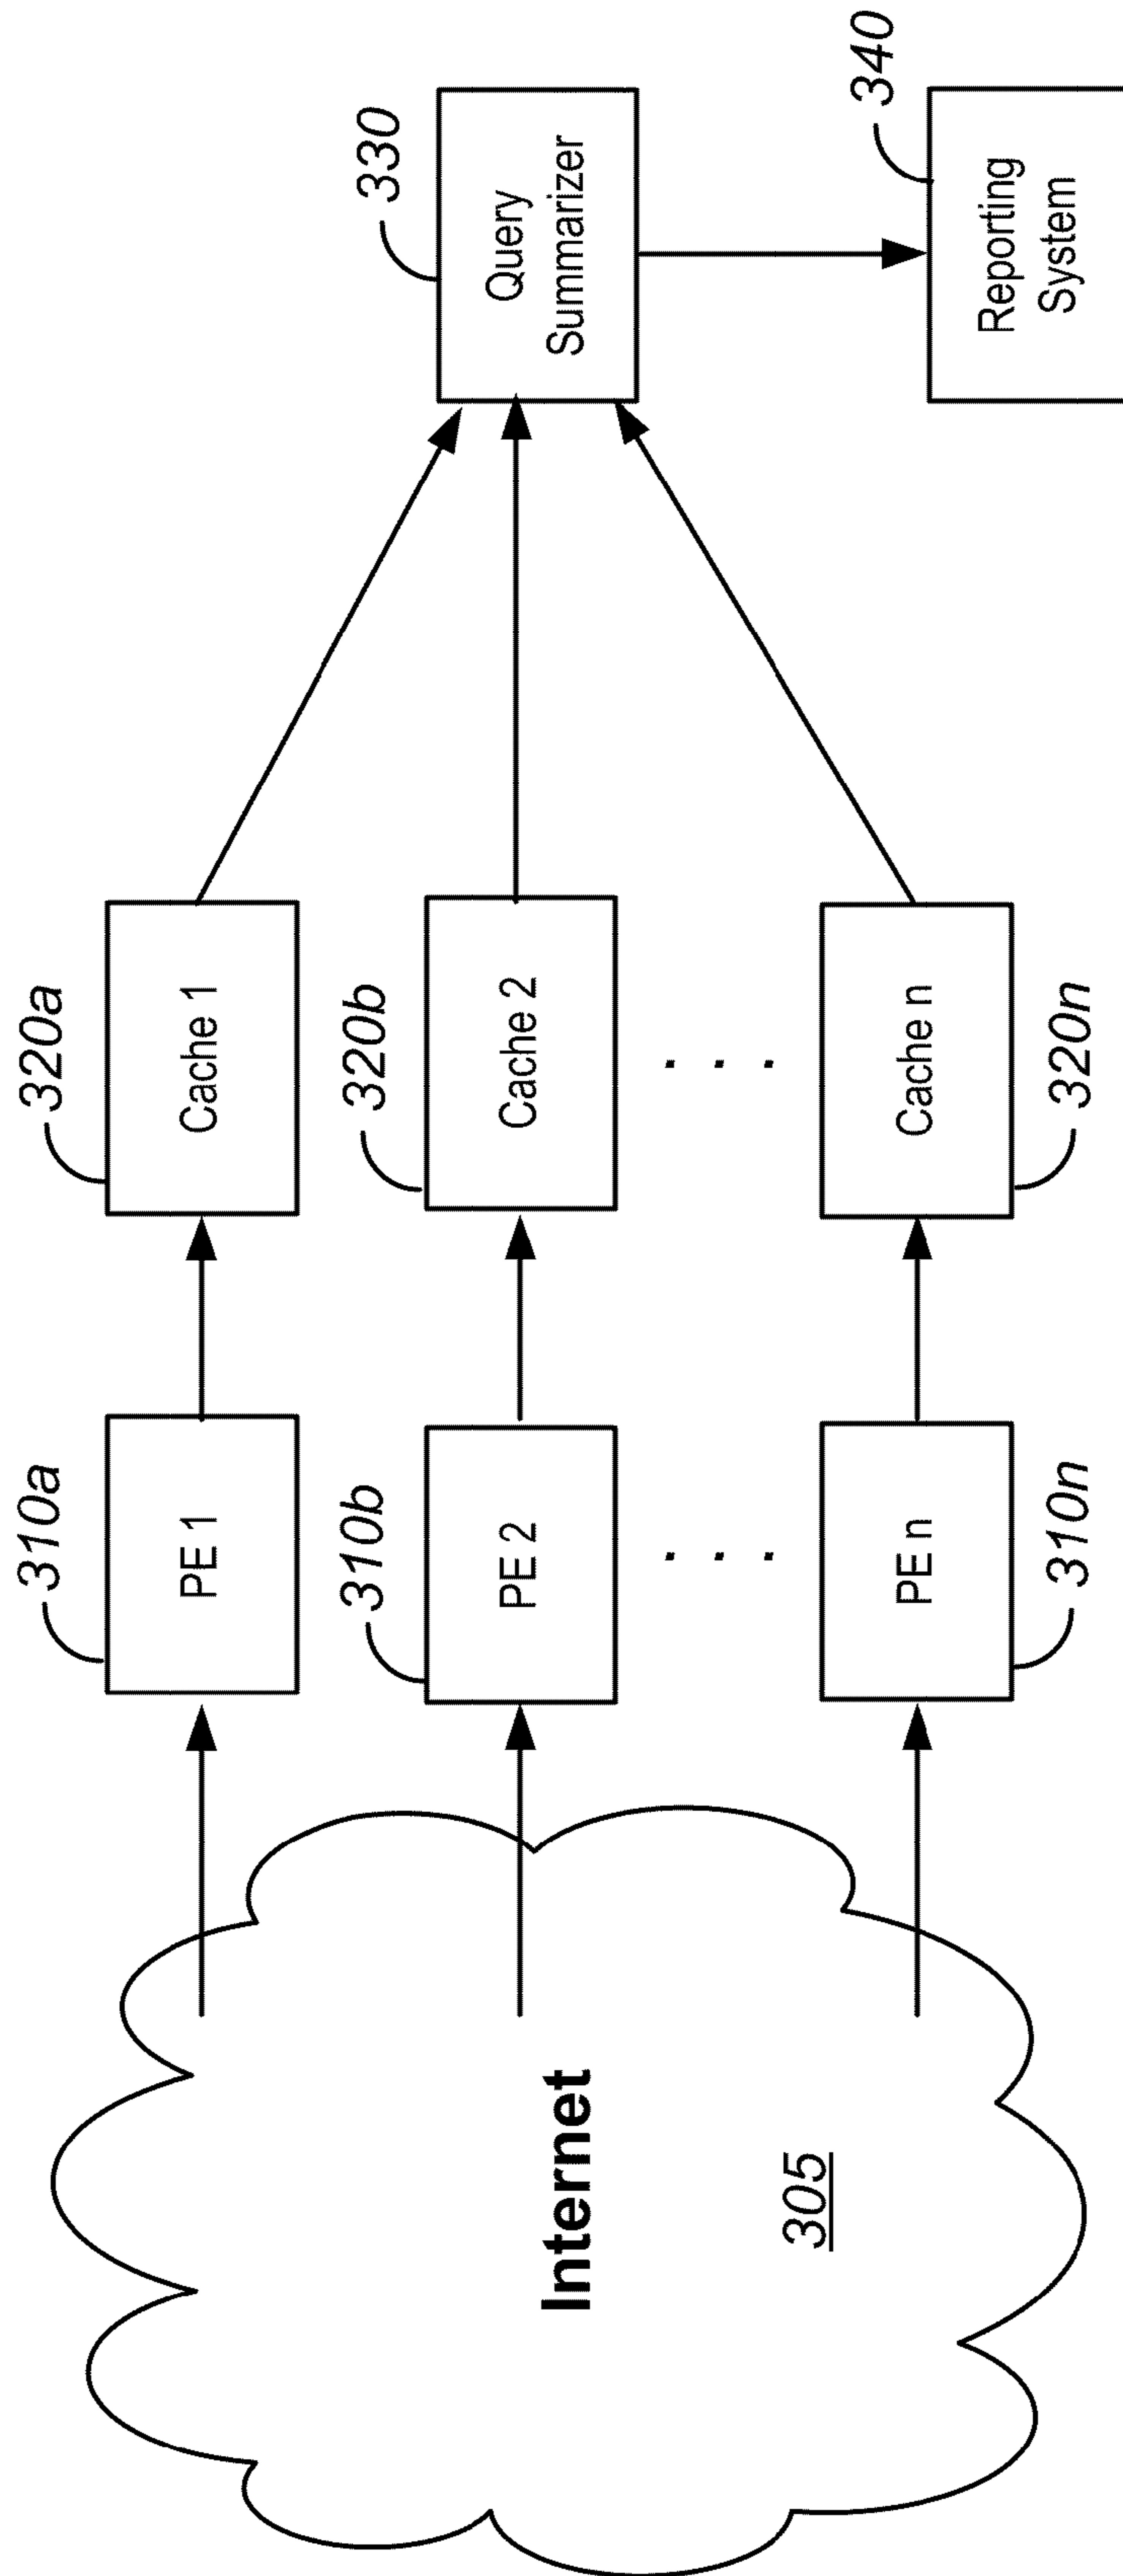 310a
320a
PE 1
Cache 1
330
310b
320b
Query
Summarizer
PE 2
Cache 2
Internet
. . .
. . .
305
340
PE n
Cache n
Reporting
System
310n
320n